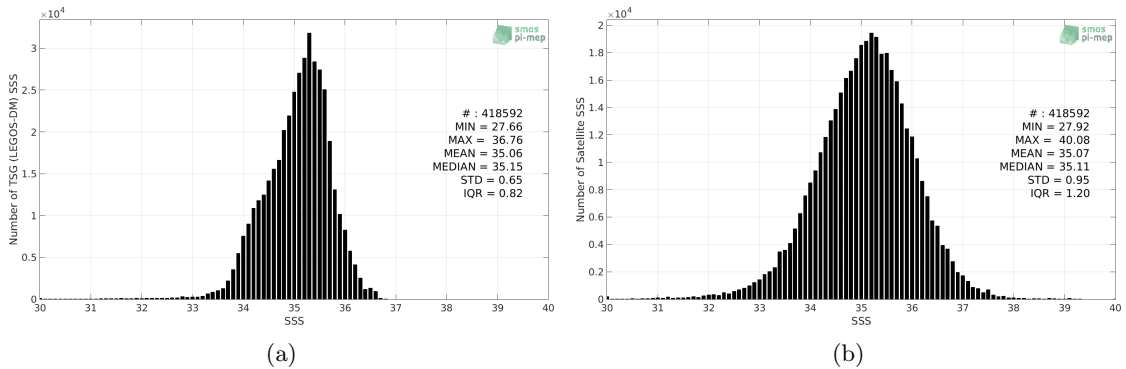 ×10⁴
smos
pi-mep
Number of TSG (LEGOS-DM) SSS
3
2.5
2
1.5
1
0.5
0
# : 418592
MIN = 27.66
MAX = 36.76
MEAN = 35.06
MEDIAN = 35.15
STD = 0.65
IQR = 0.82
30 31 32 33 34 35 36 37 38 39 40
SSS
(a)
×10⁴
smos
pi-mep
Number of Satellite SSS
2
1.8
1.6
1.4
1.2
1
0.8
0.6
0.4
0.2
0
# : 418592
MIN = 27.92
MAX = 40.08
MEAN = 35.07
MEDIAN = 35.11
STD = 0.95
IQR = 1.20
30 31 32 33 34 35 36 37 38 39 40
SSS
(b)